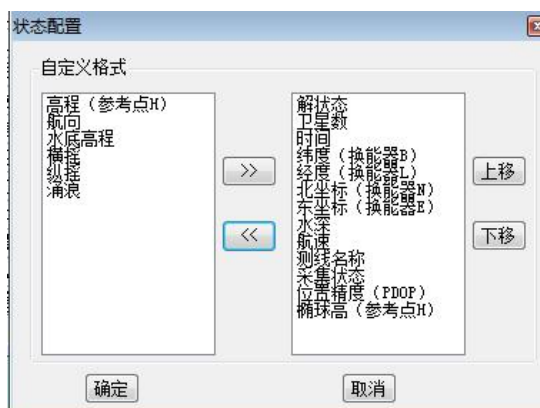 状态配置
自定义格式
高程（参考点H）
航向
水底高程
横摇
纵摇
涌浪
>>
<<
解状态
卫星数
时间
纬度（换能器B）
经度（换能器L）
北坐标（换能器N）
东坐标（换能器E）
水深
航速
测线名称
采集状态
位置精度（PDOP）
椭球高（参考点H）
上移
下移
确定
取消